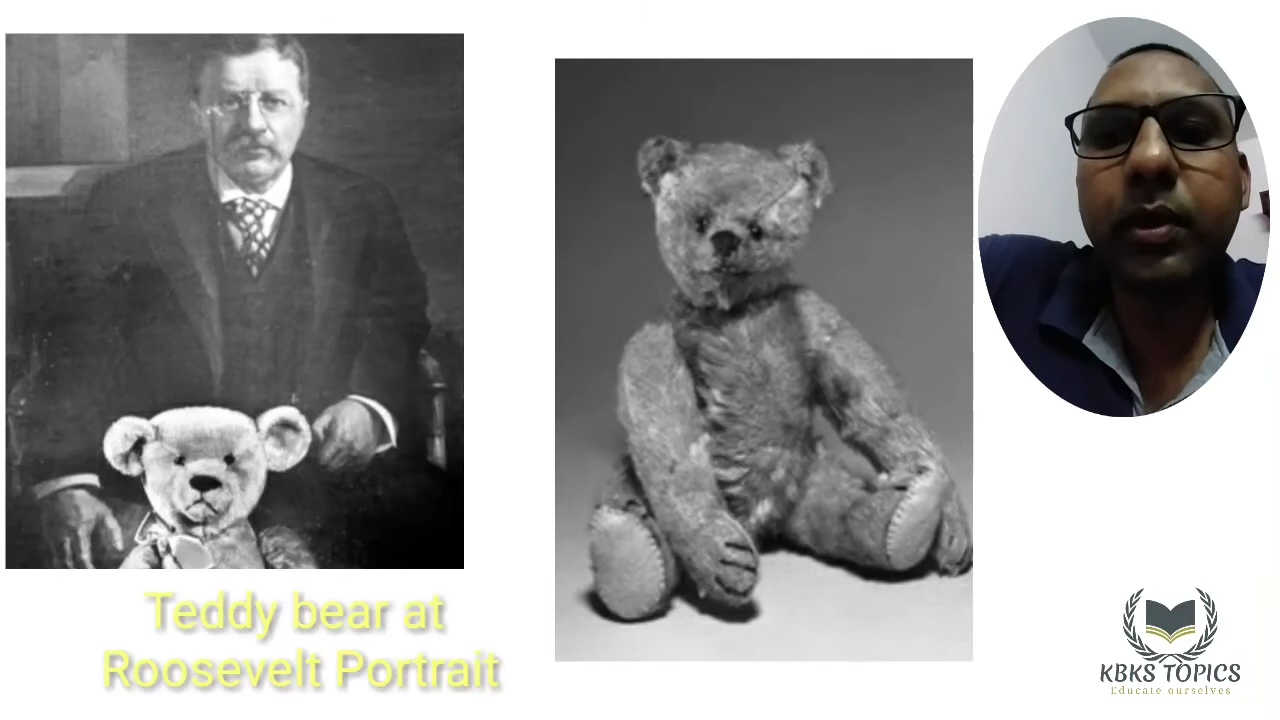 Teddy bear at
Roosevelt Portrait
KBKS TOPICS
Educate ourselves